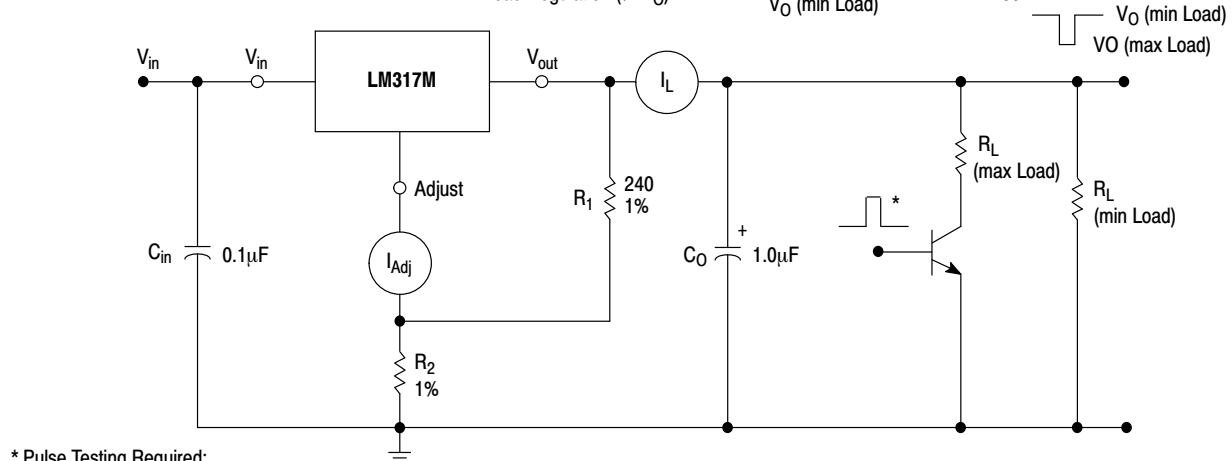 V_O (min Load)
V_O (min Load)
VO (max Load)
V_in
V_in
LM317M
V_out
I_L
Adjust
R_1
240
1%
R_L
(max Load)
R_L
(min Load)
*
C_in
0.1μF
I_Adj
C_O
+
1.0μF
R_2
1%
* Pulse Testing Required: